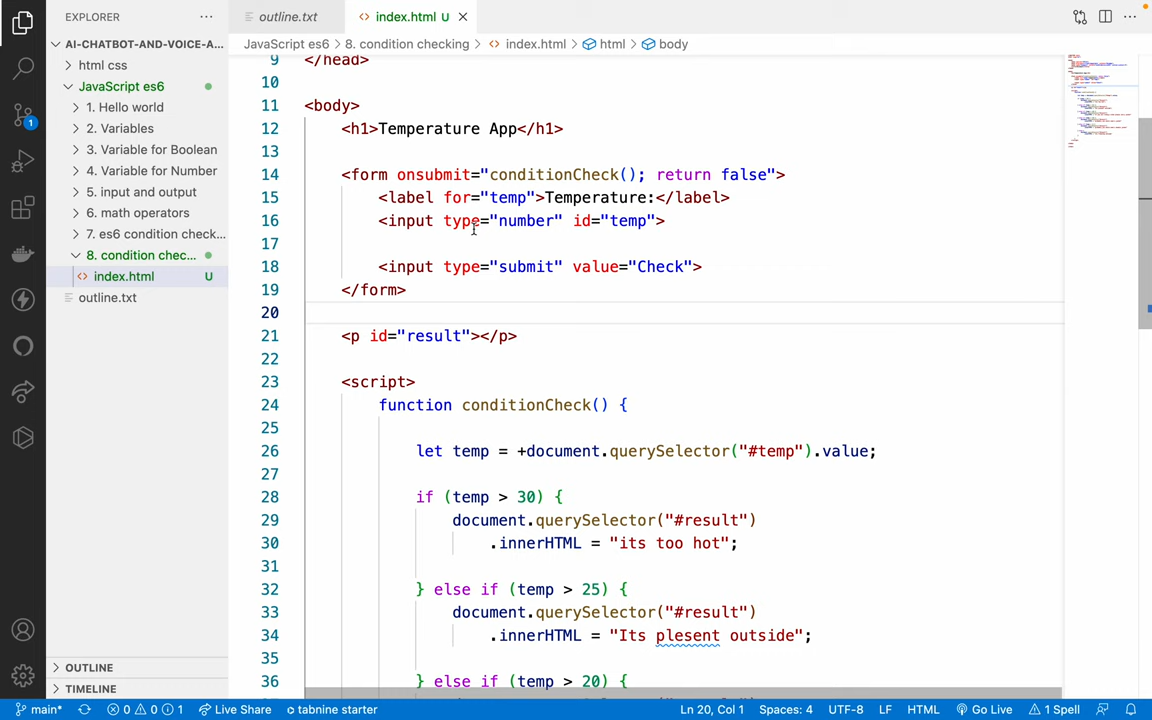 EXPLORER
outline.txt
index.html U
AI-CHATBOT-AND-VOICE-A...
html css
JavaScript es6
1. Hello world
2. Variables
3. Variable for Boolean
4. Variable for Number
5. input and output
6. math operators
7. es6 condition check...
8. condition chec...
index.html U
outline.txt
OUTLINE
TIMELINE
JavaScript es6 > 8. condition checking > index.html > html > body
9 </head>
10
11 <body>
12 <h1>Temperature App</h1>
13
14 <form onsubmit="conditionCheck(); return false">
15 <label for="temp">Temperature:</label>
16 <input type="number" id="temp">
17
18 <input type="submit" value="Check">
19 </form>
20
21 <p id="result"></p>
22
23 <script>
24 function conditionCheck() {
25
26 let temp = +document.querySelector("#temp").value;
27
28 if (temp > 30) {
29 document.querySelector("#result")
30 .innerHTML = "its too hot";
31
32 } else if (temp > 25) {
33 document.querySelector("#result")
34 .innerHTML = "Its plesent outside";
35
36 } else if (temp > 20) {
1
main* 0 0 1 Live Share tabnine starter Ln 20, Col 1 Spaces: 4 UTF-8 LF HTML Go Live 1 Spell